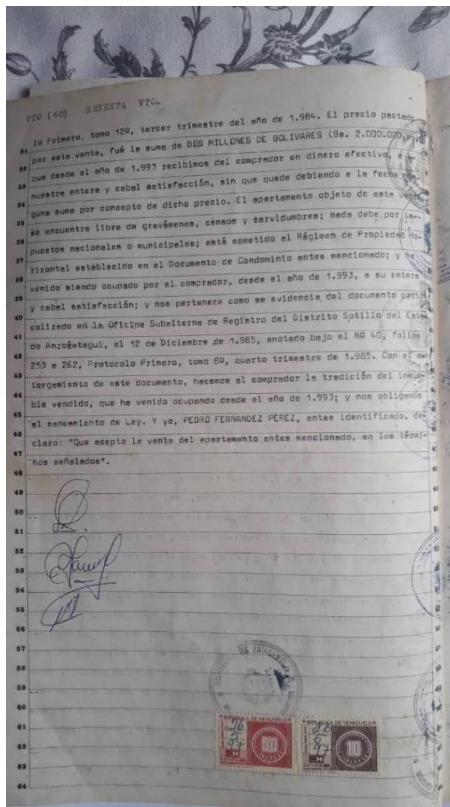 VTO (60) SESENTA VTO.
lo Primero, tomo 12º, tercer trimestre del año de 1.984. El precio pactado
por esta venta, fué la suma de DOS MILLONES DE BOLIVARES (Bs. 2.000.000
que desde el año de 1.993 recibimos del comprador en dinero efectivo, a
nuestra entera y cabal satisfacción, sin que quede debiendo a la fecha
guna suma por concepto de dicho precio. El apartamento objeto de esta venta
se encuentra libre de gravámenes, censos y servidumbres; nada debe por im-
puestos nacionales o municipales; está sometido al Régimen de Propiedad Ho-
rizontal establecido en el Documento de Condominio antes mencionado; y ha
venido siendo ocupado por el comprador, desde el año de 1.993, a su entera
y cabal satisfacción; y nos pertenece como se evidencia del documento proto-
colizado en la Oficina Subalterna de Registro del Distrito Sotillo del Esta-
do Anzoátegui, el 12 de Diciembre de 1.985, anotado bajo el Nº 40, folios
253 a 262, Protocolo Primero, tomo 8º, cuarto trimestre de 1.985. Con el o-
torgamiento de este documento, hacemos al comprador la tradición del inmue-
ble vendido, que ha venido ocupando desde el año de 1.993; y nos obligamos
al saneamiento de Ley. Y yo, PEDRO FERNANDEZ PÉREZ, antes identificado, de-
claro: "Que acepto la venta del apartamento antes mencionado, en los térmi-
nos señalados".
REPUBLICA DE VENEZUELA
50
REPUBLICA DE VENEZUELA
10